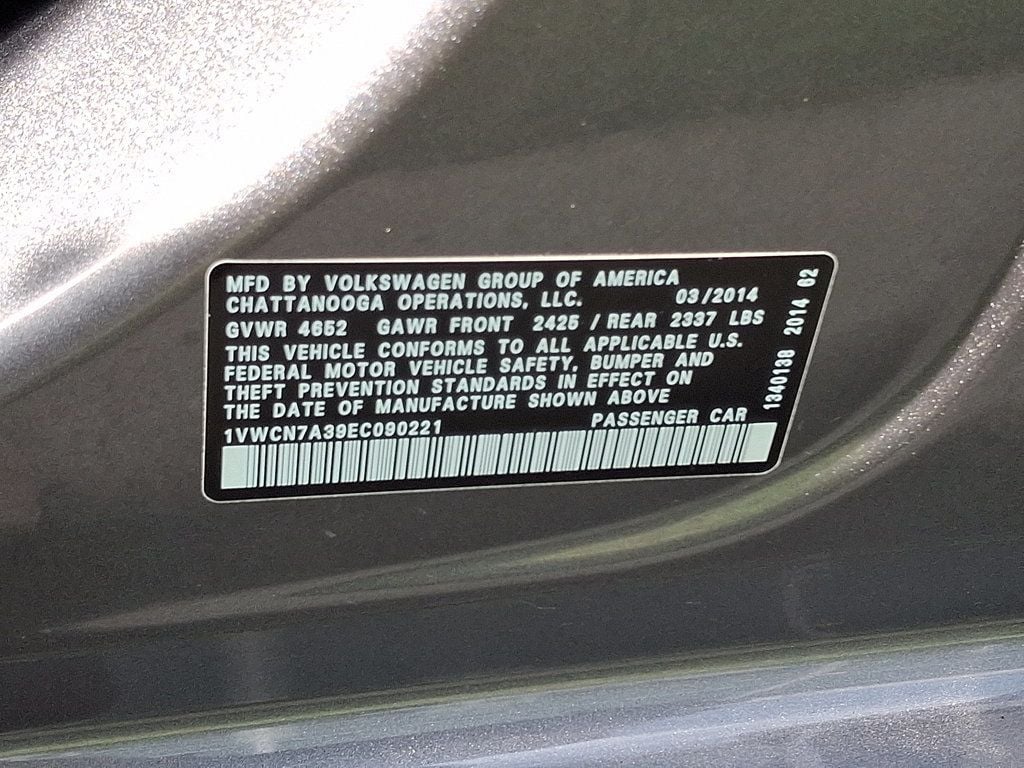 MFD BY VOLKSWAGEN GROUP OF AMERICA
CHATTANOOGA OPERATIONS, LLC. 03/2014
GVWR 4652 GAWR FRONT 2425 / REAR 2337 LBS
THIS VEHICLE CONFORMS TO ALL APPLICABLE U.S.
FEDERAL MOTOR VEHICLE SAFETY, BUMPER AND
THEFT PREVENTION STANDARDS IN EFFECT ON
THE DATE OF MANUFACTURE SHOWN ABOVE
1VWCN7A39EC090221 PASSENGER CAR
1340138 2014 02